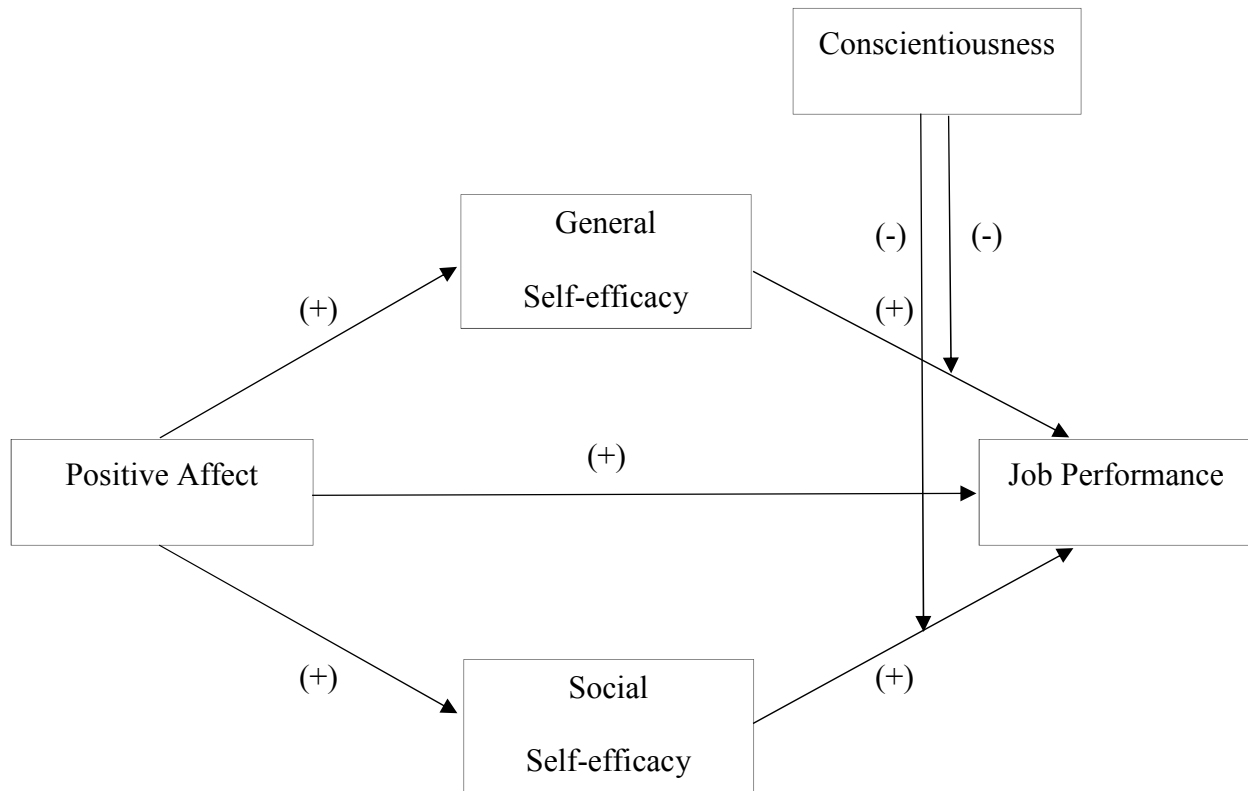 Conscientiousness
General
Self-efficacy
(-) (-)
(+) (+)
Positive Affect
(+)
Job Performance
(+) (+)
Social
Self-efficacy